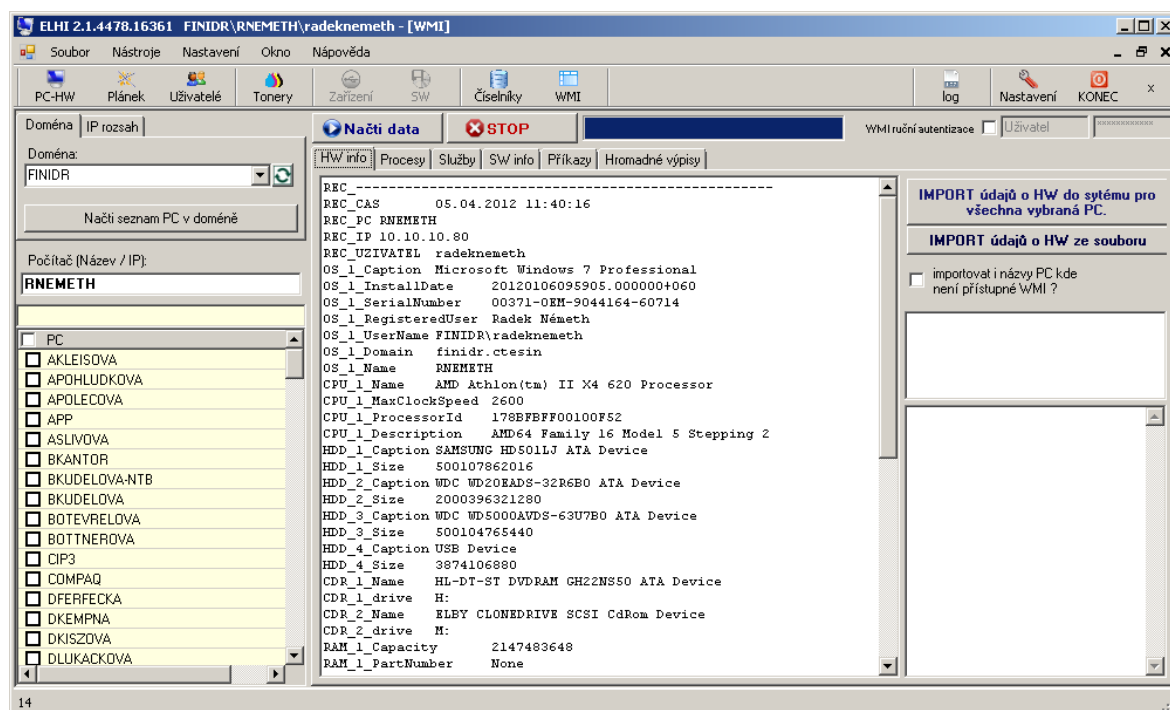 ELHI 2.1.4478.16361 FINIDR\RNEMETH\radeknemeth - [WMI]
Soubor Nástroje Nastavení Okno Nápověda
PC-HW Plánek Uživatelé Tonery Zařízení SW Číselníky WMI log Nastavení KONEC x
Doména IP rozsah
Načti data STOP WMI ruční autentizace Uživatel xxxxxxxxxxxx
Doména:
FINIDR
Načti seznam PC v doméně
Počítač (Název / IP):
RNEMETH
PC
AKLEISOVA
APOHLUDKOVA
APOLECOVA
APP
ASLIVOVA
BKANTOR
BKUDELOVA-NTB
BKUDELOVA
BOTEVRELOVA
BOTTNEROVA
CIP3
COMPAQ
DFERFECKA
DKEMPNA
DKISZOVA
DLUKACKOVA
HW info Procesy Služby SW info Příkazy Hromadné výpisy
REC_----------------------------------------------------
REC_CAS 05.04.2012 11:40:16
REC_PC RNEMETH
REC_IP 10.10.10.80
REC_UZIVATEL radeknemeth
OS_1_Caption Microsoft Windows 7 Professional
OS_1_InstallDate 20120106095905.000000+060
OS_1_SerialNumber 00371-OEM-9044164-60714
OS_1_RegisteredUser Radek Németh
OS_1_UserName FINIDR\radeknemeth
OS_1_Domain finidr.ctesin
OS_1_Name RNEMETH
CPU_1_Name AMD Athlon(tm) II X4 620 Processor
CPU_1_MaxClockSpeed 2600
CPU_1_ProcessorId 178BFBFF00100F52
CPU_1_Description AMD64 Family 16 Model 5 Stepping 2
HDD_1_Caption SAMSUNG HD501LJ ATA Device
HDD_1_Size 500107862016
HDD_2_Caption WDC WD20EADS-32R6B0 ATA Device
HDD_2_Size 2000396321280
HDD_3_Caption WDC WD5000AVDS-63U7B0 ATA Device
HDD_3_Size 500104765440
HDD_4_Caption USB Device
HDD_4_Size 3874106880
CDR_1_Name HL-DT-ST DVDRAM GH22NS50 ATA Device
CDR_1_drive H:
CDR_2_Name ELBY CLONEDRIVE SCSI CdRom Device
CDR_2_drive M:
RAM_1_Capacity 2147483648
RAM_1_PartNumber None
IMPORT údajů o HW do sytému pro
všechna vybraná PC.
IMPORT údajů o HW ze souboru
importovat i názvy PC kde
není přístupné WMI ?
14